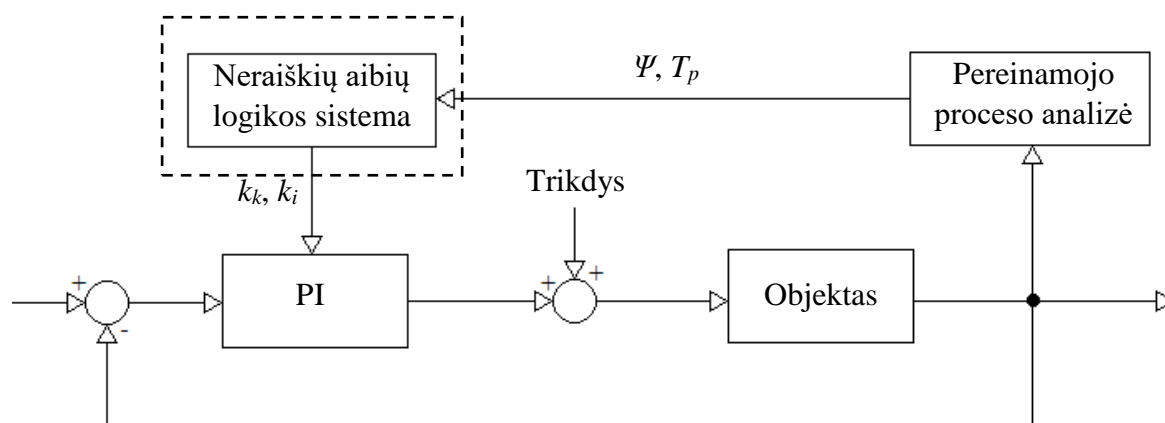 Neraiškių aibių
logikos sistema
Ψ, Tp
Pereinamojo
proceso analizė
kk, ki
Trikdys
+
-
PI
+
+
Objektas